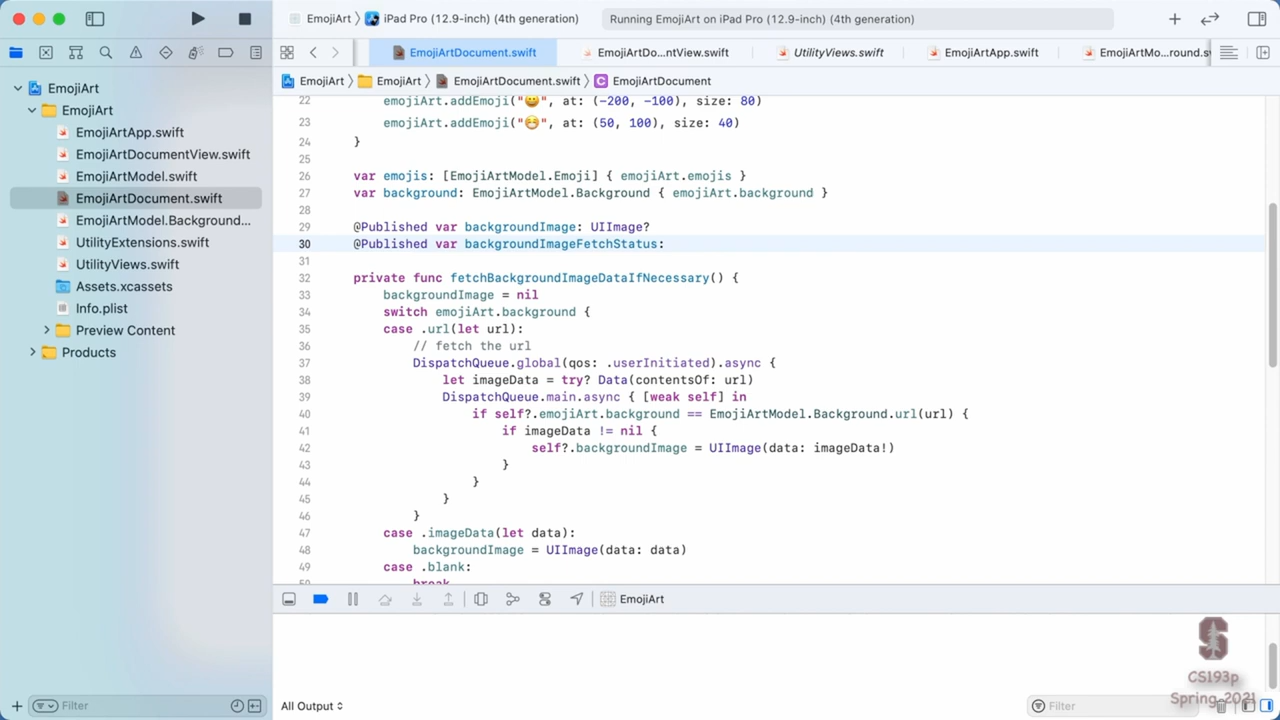 EmojiArt
iPad Pro (12.9-inch) (4th generation)
Running EmojiArt on iPad Pro (12.9-inch) (4th generation)
EmojiArtDocument.swift
EmojiArtDo...ntView.swift
UtilityViews.swift
EmojiArtApp.swift
EmojiArtMo...round.sw
EmojiArt
EmojiArt
EmojiArtDocument.swift
EmojiArtDocument
EmojiArt
EmojiArt
EmojiArtApp.swift
EmojiArtDocumentView.swift
EmojiArtModel.swift
EmojiArtDocument.swift
EmojiArtModel.Background...
UtilityExtensions.swift
UtilityViews.swift
Assets.xcassets
Info.plist
Preview Content
Products
Filter
22 emojiArt.addEmoji("😀", at: (-200, -100), size: 80)
23 emojiArt.addEmoji("😷", at: (50, 100), size: 40)
24 }
25
26 var emojis: [EmojiArtModel.Emoji] { emojiArt.emojis }
27 var background: EmojiArtModel.Background { emojiArt.background }
28
29 @Published var backgroundImage: UIImage?
30 @Published var backgroundImageFetchStatus:
31
32 private func fetchBackgroundImageDataIfNecessary() {
33 backgroundImage = nil
34 switch emojiArt.background {
35 case .url(let url):
36 // fetch the url
37 DispatchQueue.global(qos: .userInitiated).async {
38 let imageData = try? Data(contentsOf: url)
39 DispatchQueue.main.async { [weak self] in
40 if self?.emojiArt.background == EmojiArtModel.Background.url(url) {
41 if imageData != nil {
42 self?.backgroundImage = UIImage(data: imageData!)
43 }
44 }
45 }
46 }
47 case .imageData(let data):
48 backgroundImage = UIImage(data: data)
49 case .blank:
50 break
EmojiArt
All Output
Filter
S
CS193p
Spring 2021